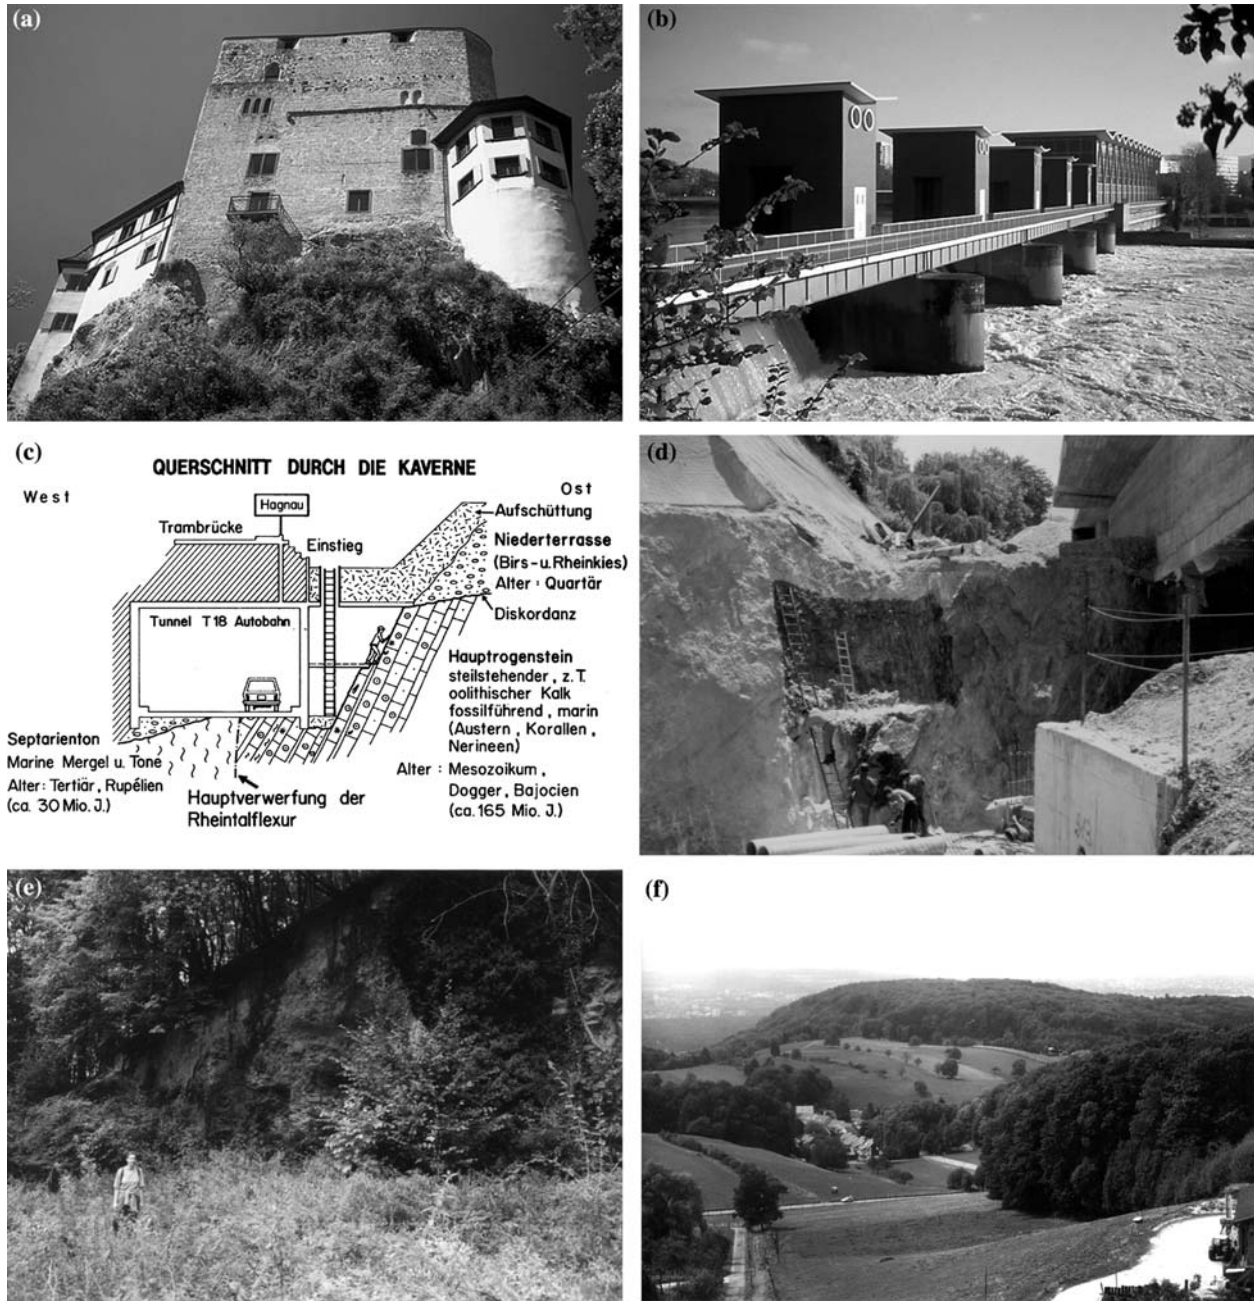 (a)
(b)
(c)
QUERSCHNITT DURCH DIE KAVERNE
West
Ost
Hagnau
Trambrücke
Einstieg
Aufschüttung
Niederterrasse
(Birs- u. Rheinkies)
Alter: Quartär
Diskordanz
Tunnel T18 Autobahn
Hauptrogenstein
steilstehender, z.T.
oolithischer Kalk
fossilführend, marin
(Austern, Korallen,
Nerineen)
Alter: Mesozoikum,
Dogger, Bajocien
(ca. 165 Mio. J.)
Septarienton
Marine Mergel u. Tone
Alter: Tertiär, Rupélien
(ca. 30 Mio. J.)
Hauptverwerfung der
Rheintalflexur
(d)
(e)
(f)